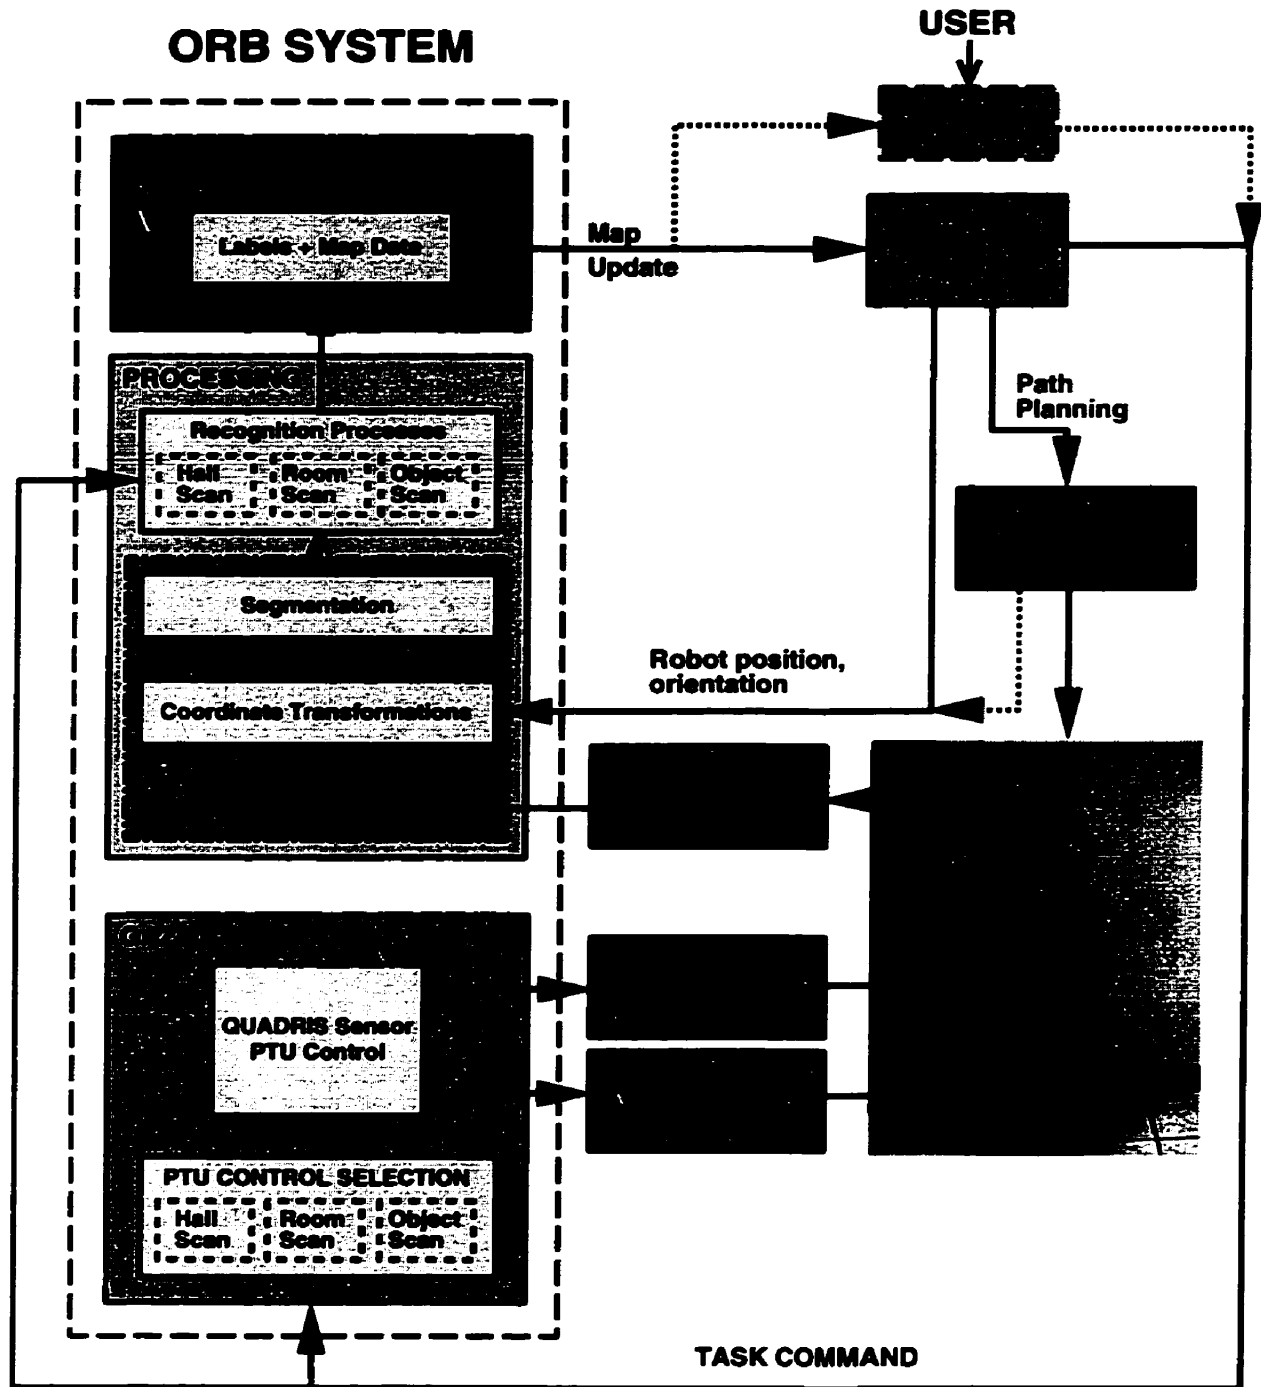 USER
ORB SYSTEM
Labels + Map Data
Map
Update
PROCESSING
Recognition Processes
Hall
Scan
Room
Scan
Object
Scan
Path
Planning
Segmentation
Robot position,
orientation
Coordinate Transformations
QUADRIS Sensor
PTU Control
PTU CONTROL SELECTION
Hall
Scan
Room
Scan
Object
Scan
TASK COMMAND